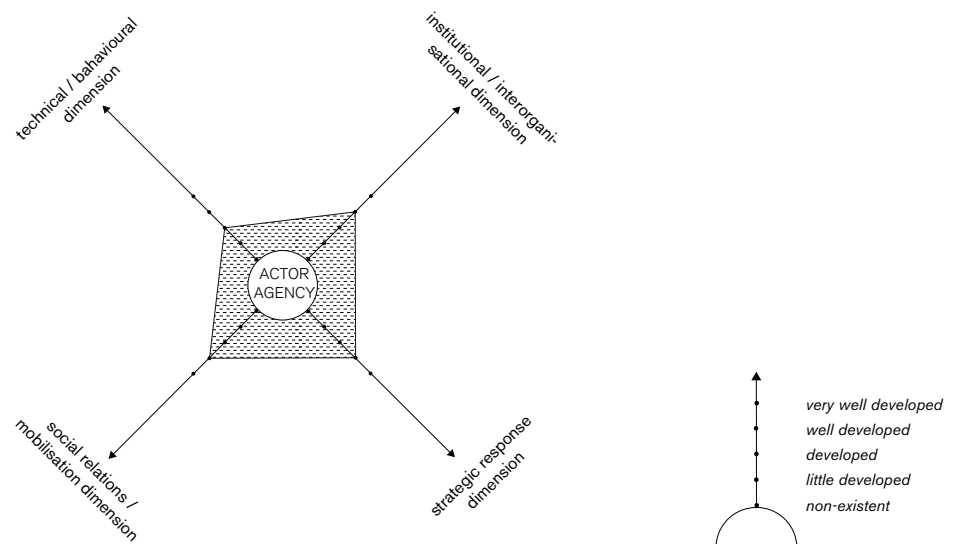 technical / bahavioural
dimension
institutional / interorgani-
sational dimension
ACTOR
AGENCY
social relations /
mobilisation dimension
strategic response
dimension
very well developed
well developed
developed
little developed
non-existent